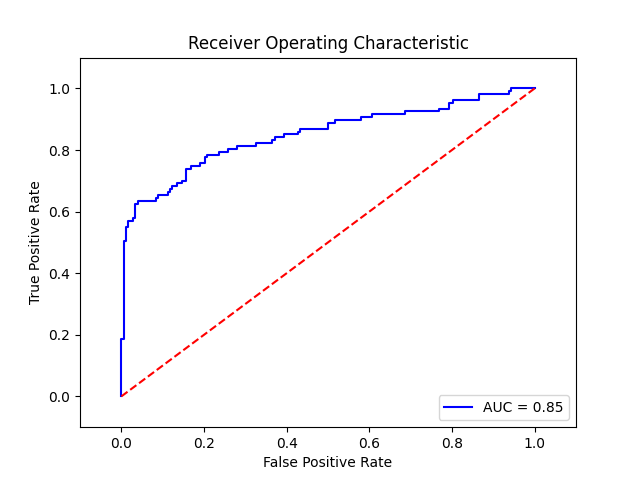 Receiver Operating Characteristic
True Positive Rate
1.0
0.8
0.6
0.4
0.2
0.0
AUC = 0.85
0.0 0.2 0.4 0.6 0.8 1.0
False Positive Rate